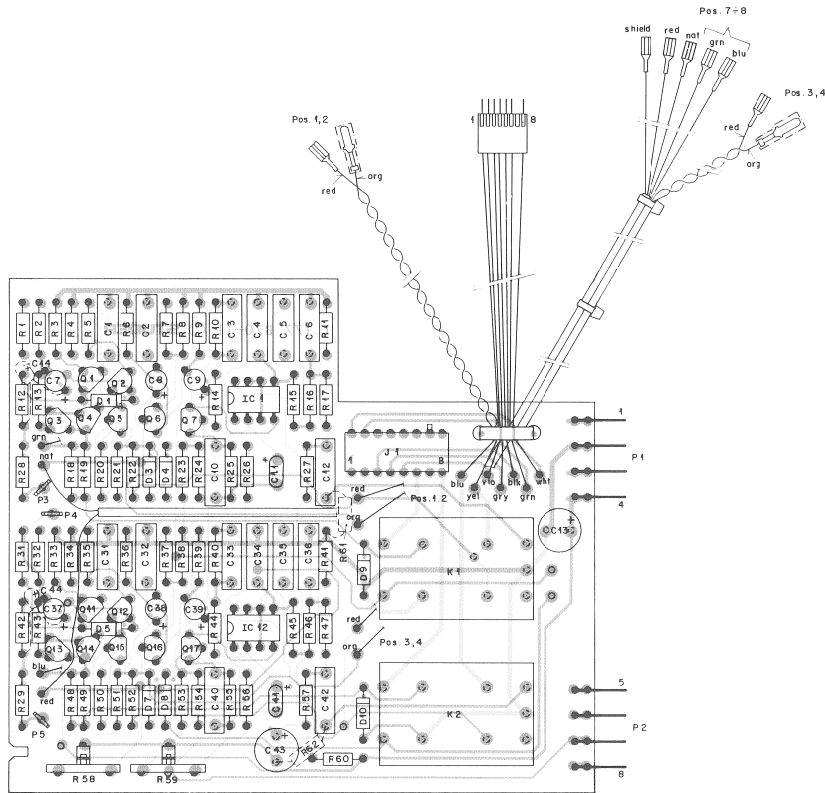 Pos. 7÷8
shield red nat grn blu
Pos. 3,4
red
org
1 8
Pos. 1,2
org
red
R1 R2 R3 R4 R5 C1 R6 C2 R7 R8 R9 R10 C3 C4 C5 C6 R11
C14
C7 Q1 Q2 C8 C9
R12 R13 D1 R14 IC 1 R15 R16 R17
Q3 Q4 Q5 Q6 Q7
grn
nat
R28 R18 R19 R20 R21 R22 D3 D4 R23 R24 C10 R25 R26 C11 R27 C12
1 J1 8
blu vio blk wht
yel gry grn
1
P1
4
P3
P4
red
Pos. 1,2
org
R61
CC13
R31 R32 R33 R34 R35 C31 R36 C32 R37 R38 R39 R40 C33 C34 C35 C36 R41
D9 K1
C44
C37 Q11 Q12 C38 C39
R42 R43 D5 R44 IC 12 R45 R46 R47
Q13 Q14 Q15 Q16 Q17
red
org
Pos. 3,4
blu
red
R29 R48 R49 R50 R51 R52 D7 D8 R53 R54 C40 R55 R56 C41 R57 C42
D10 K2
5
P2
8
P5
C43
R62
R60
R58 R59